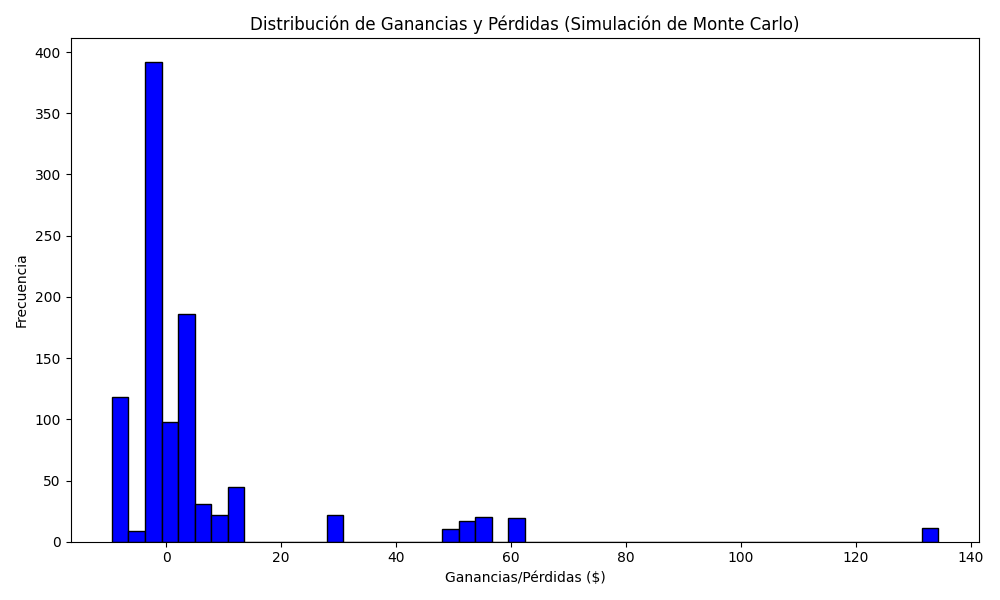 Distribución de Ganancias y Pérdidas (Simulación de Monte Carlo)
400
350
300
250
200
150
100
50
0
Frecuencia
0 20 40 60 80 100 120 140
Ganancias/Pérdidas ($)